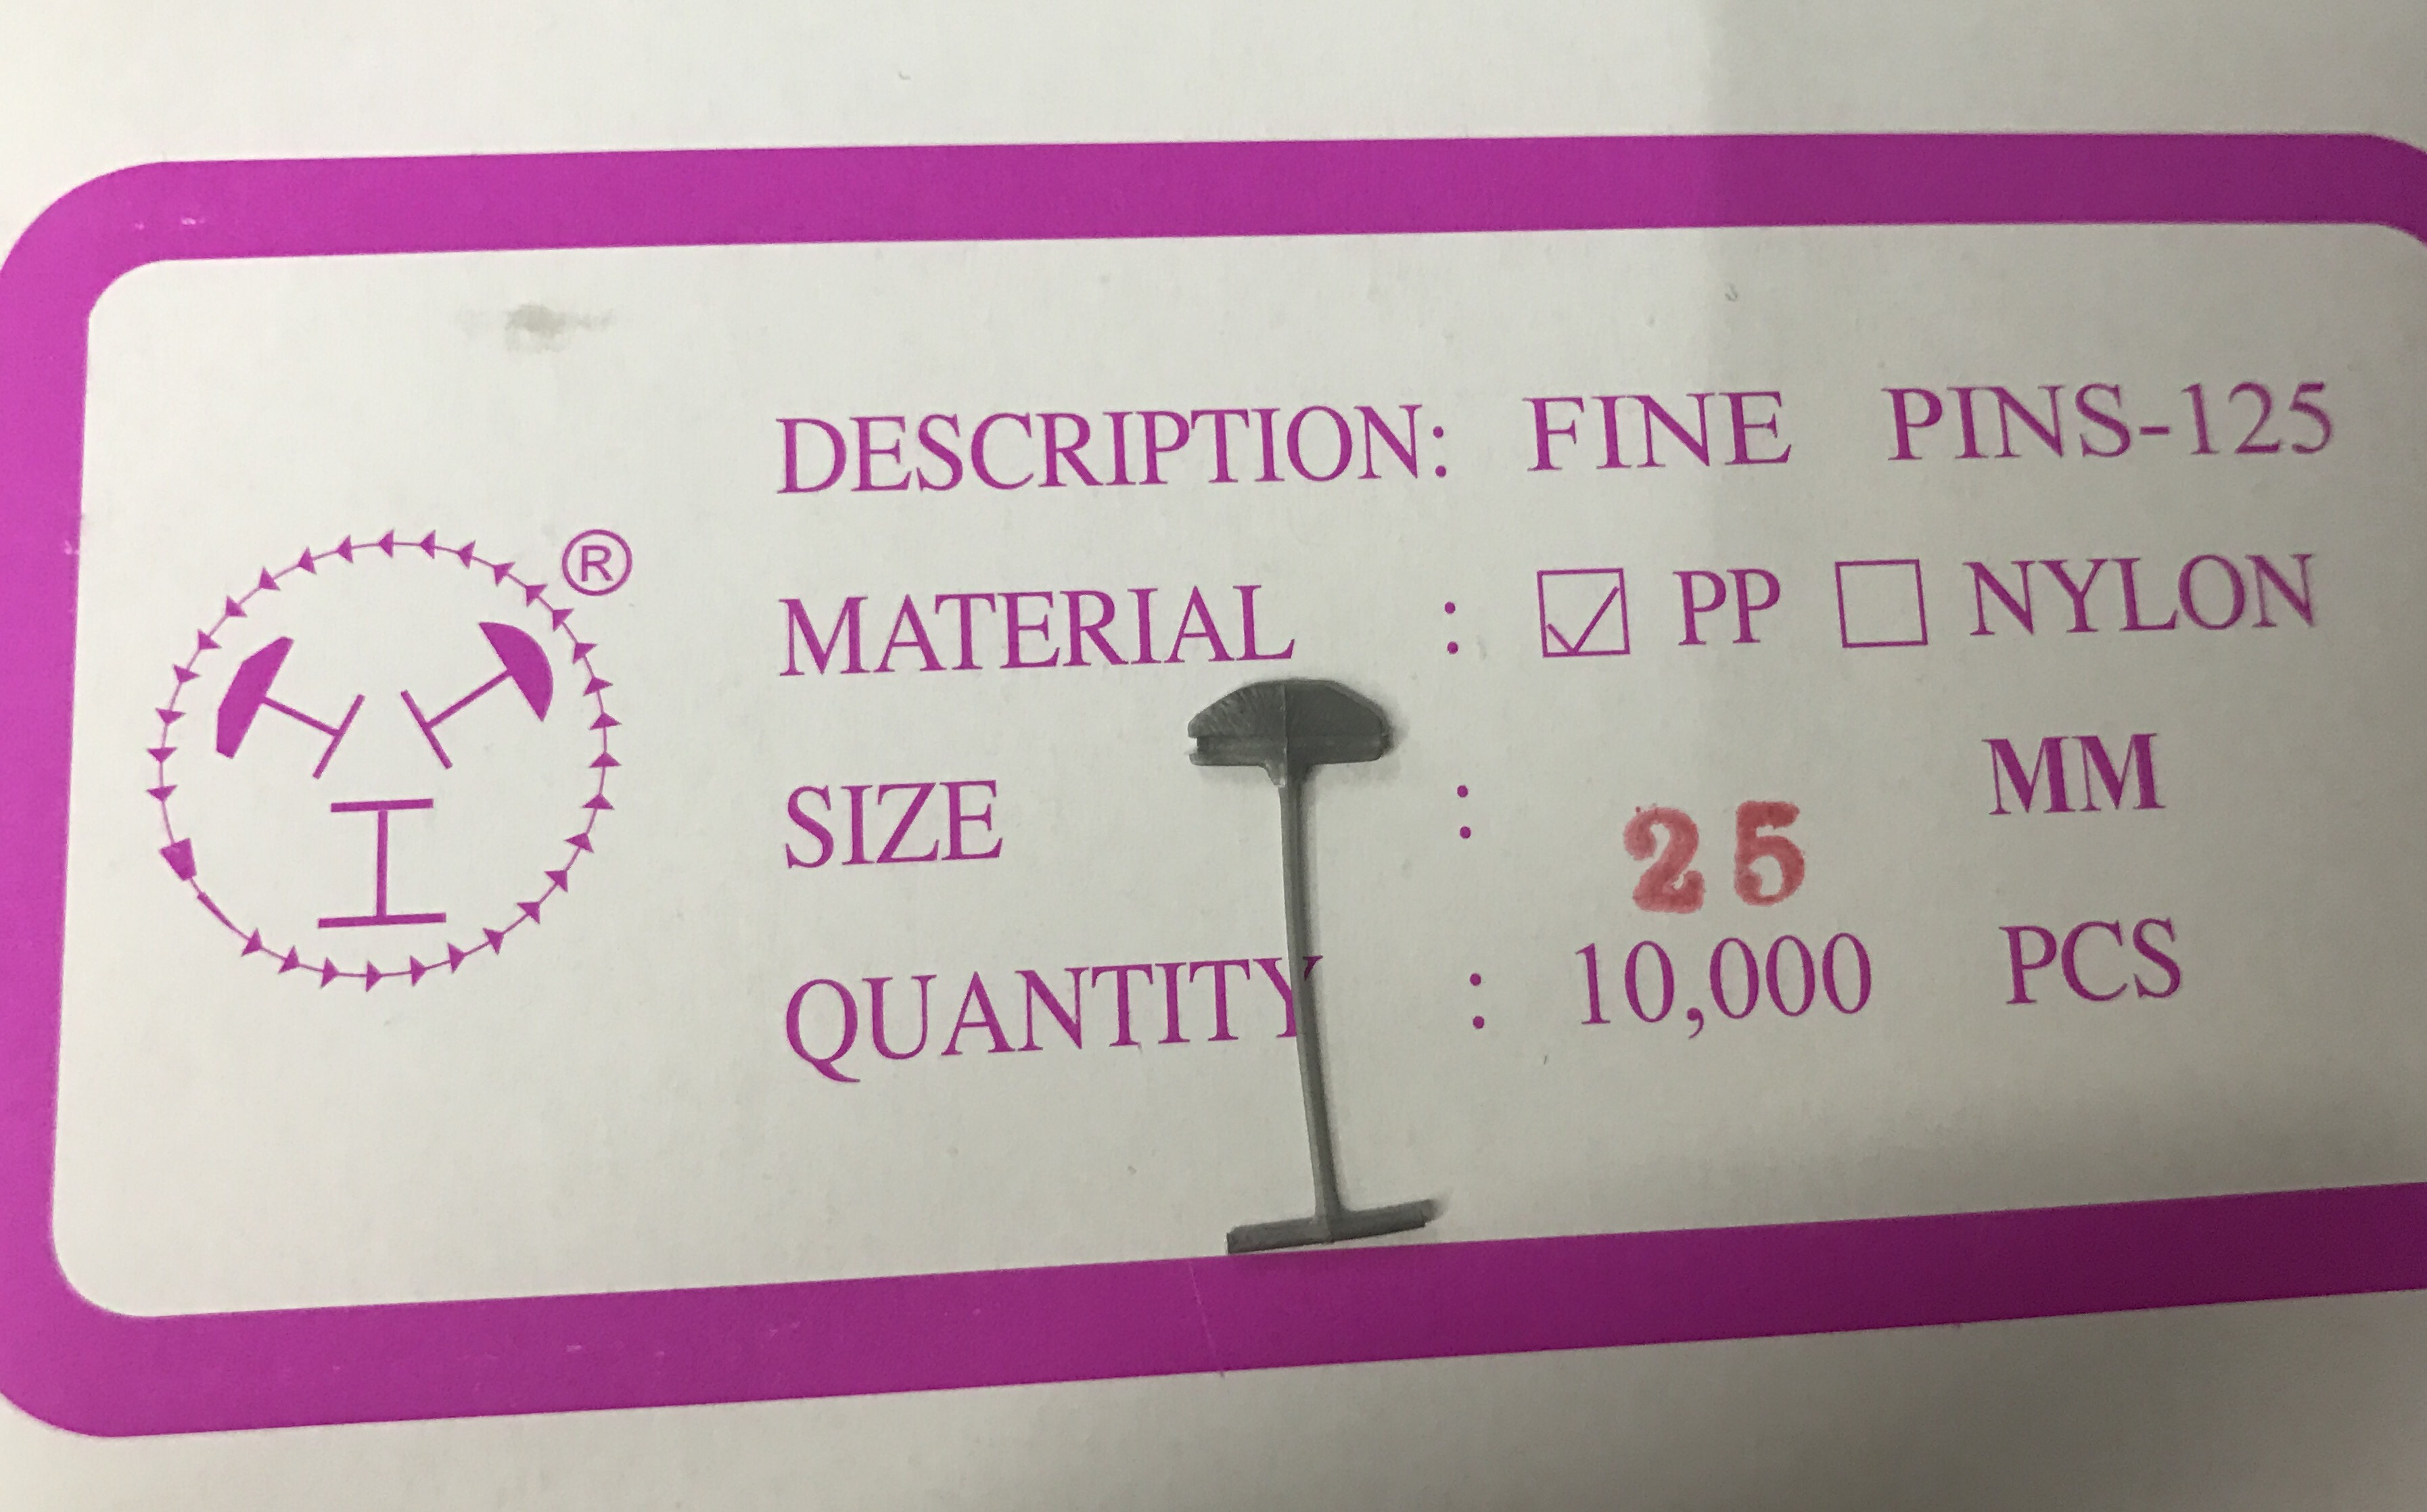 DESCRIPTION: FINE PINS-125
®
MATERIAL : ☑ PP ☐ NYLON
SIZE : 25 MM
QUANTITY : 10,000 PCS